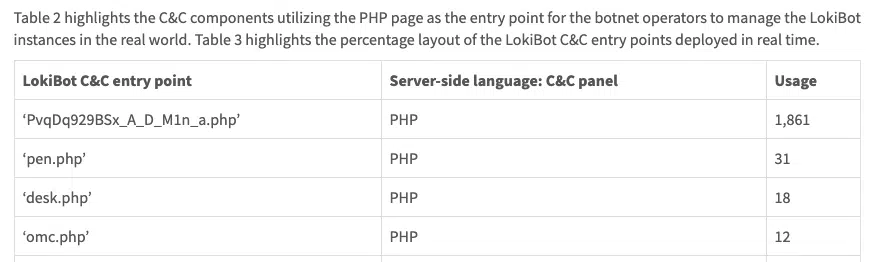 Table 2 highlights the C&C components utilizing the PHP page as the entry point for the botnet operators to manage the LokiBot
instances in the real world. Table 3 highlights the percentage layout of the LokiBot C&C entry points deployed in real time.
LokiBot C&C entry point Server-side language: C&C panel Usage
‘PvqDq929BSx_A_D_M1n_a.php’ PHP 1,861
‘pen.php’ PHP 31
‘desk.php’ PHP 18
‘omc.php’ PHP 12